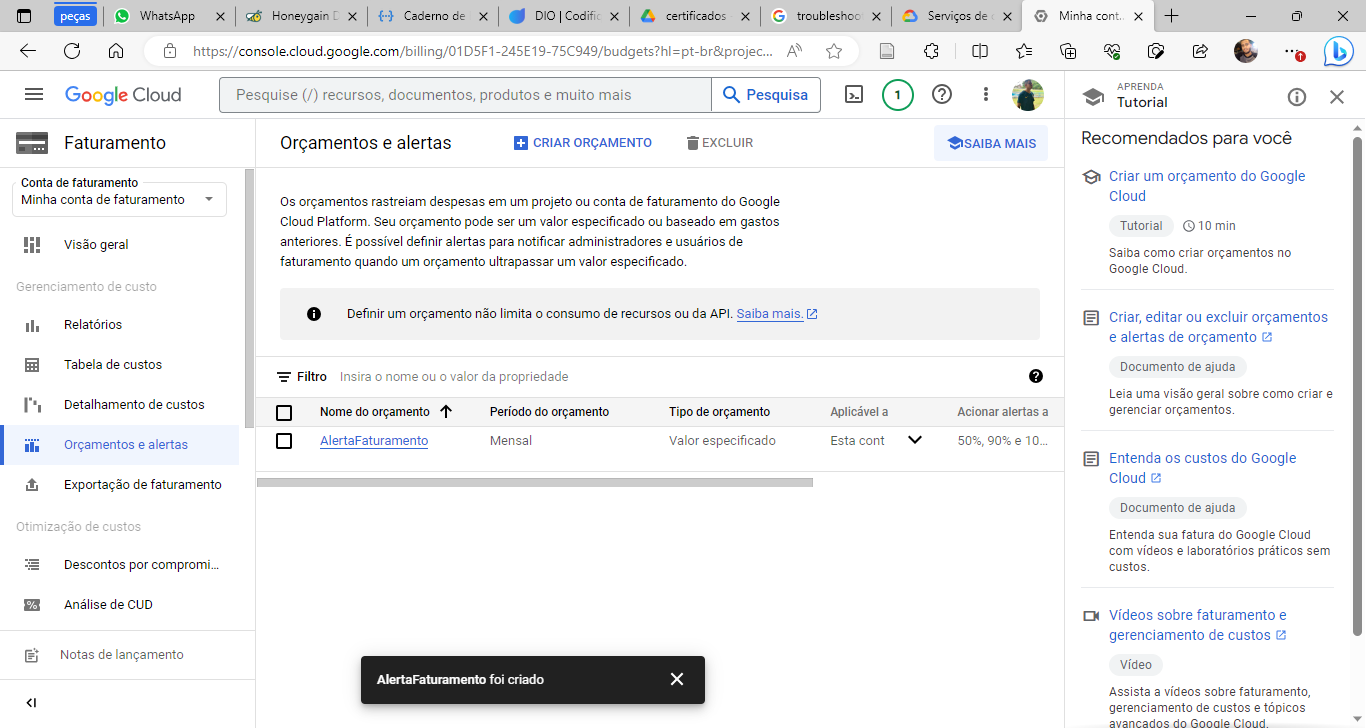 peças
WhatsApp
Honeygain D
Caderno de
DIO | Codific
certificados -
troubleshoo
Serviços de c
Minha cont.
https://console.cloud.google.com/billing/01D5F1-245E19-75C949/budgets?hl=pt-br&projec...
Google Cloud
Pesquise (/) recursos, documentos, produtos e muito mais
Pesquisa
1
APRENDA
Tutorial
Faturamento
Orçamentos e alertas
CRIAR ORÇAMENTO
EXCLUIR
SAIBA MAIS
Conta de faturamento
Minha conta de faturamento
Visão geral
Gerenciamento de custo
Relatórios
Tabela de custos
Detalhamento de custos
Orçamentos e alertas
Exportação de faturamento
Otimização de custos
Descontos por compromi...
Análise de CUD
Notas de lançamento
Os orçamentos rastreiam despesas em um projeto ou conta de faturamento do Google
Cloud Platform. Seu orçamento pode ser um valor especificado ou baseado em gastos
anteriores. É possível definir alertas para notificar administradores e usuários de
faturamento quando um orçamento ultrapassar um valor especificado.
Definir um orçamento não limita o consumo de recursos ou da API. Saiba mais.
Filtro Insira o nome ou o valor da propriedade
Nome do orçamento Período do orçamento Tipo de orçamento Aplicável a Acionar alertas a
AlertaFaturamento Mensal Valor especificado Esta cont 50%, 90% e 10...
AlertaFaturamento foi criado
Recomendados para você
Criar um orçamento do Google
Cloud
Tutorial 10 min
Saiba como criar orçamentos no
Google Cloud.
Criar, editar ou excluir orçamentos
e alertas de orçamento
Documento de ajuda
Leia uma visão geral sobre como criar e
gerenciar orçamentos.
Entenda os custos do Google
Cloud
Documento de ajuda
Entenda sua fatura do Google Cloud
com vídeos e laboratórios práticos sem
custos.
Vídeos sobre faturamento e
gerenciamento de custos
Vídeo
Assista a vídeos sobre faturamento,
gerenciamento de custos e tópicos
avançados do Google Cloud.